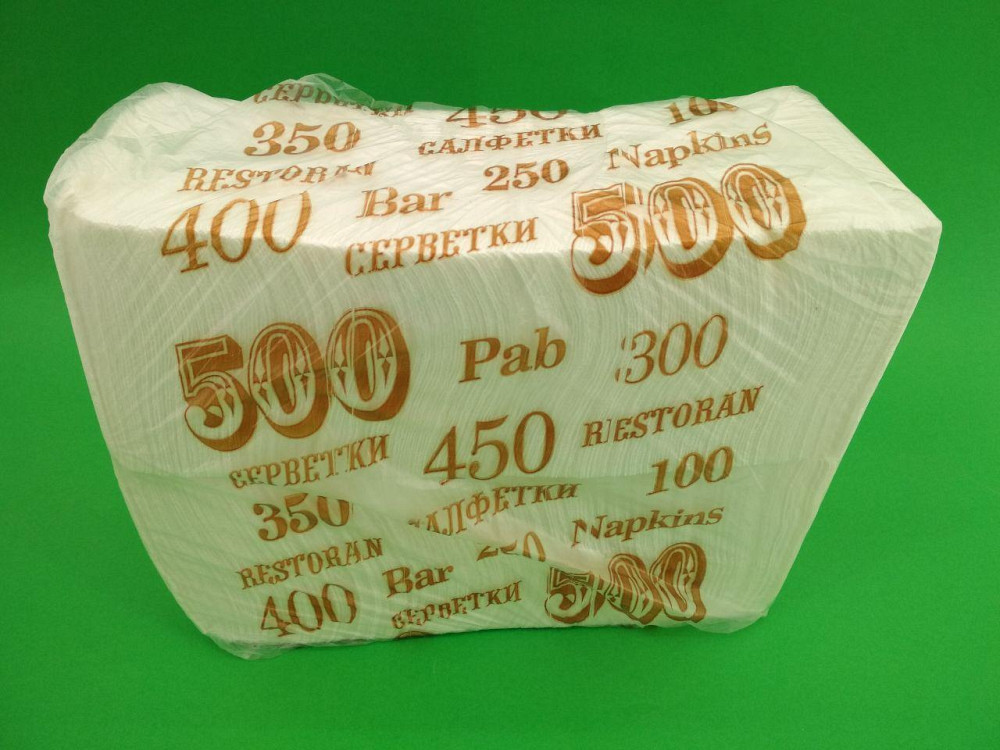 СЕРВЕТКИ 450 100
350 САЛФЕТКИ Napkins
RESTORAN Bar 250 500
400 СЕРВЕТКИ
500 Pab 300
СЕРВЕТКИ 450 RESTORAN
350 САЛФЕТКИ 100
RESTORAN Bar 250 Napkins
400 СЕРВЕТКИ 500